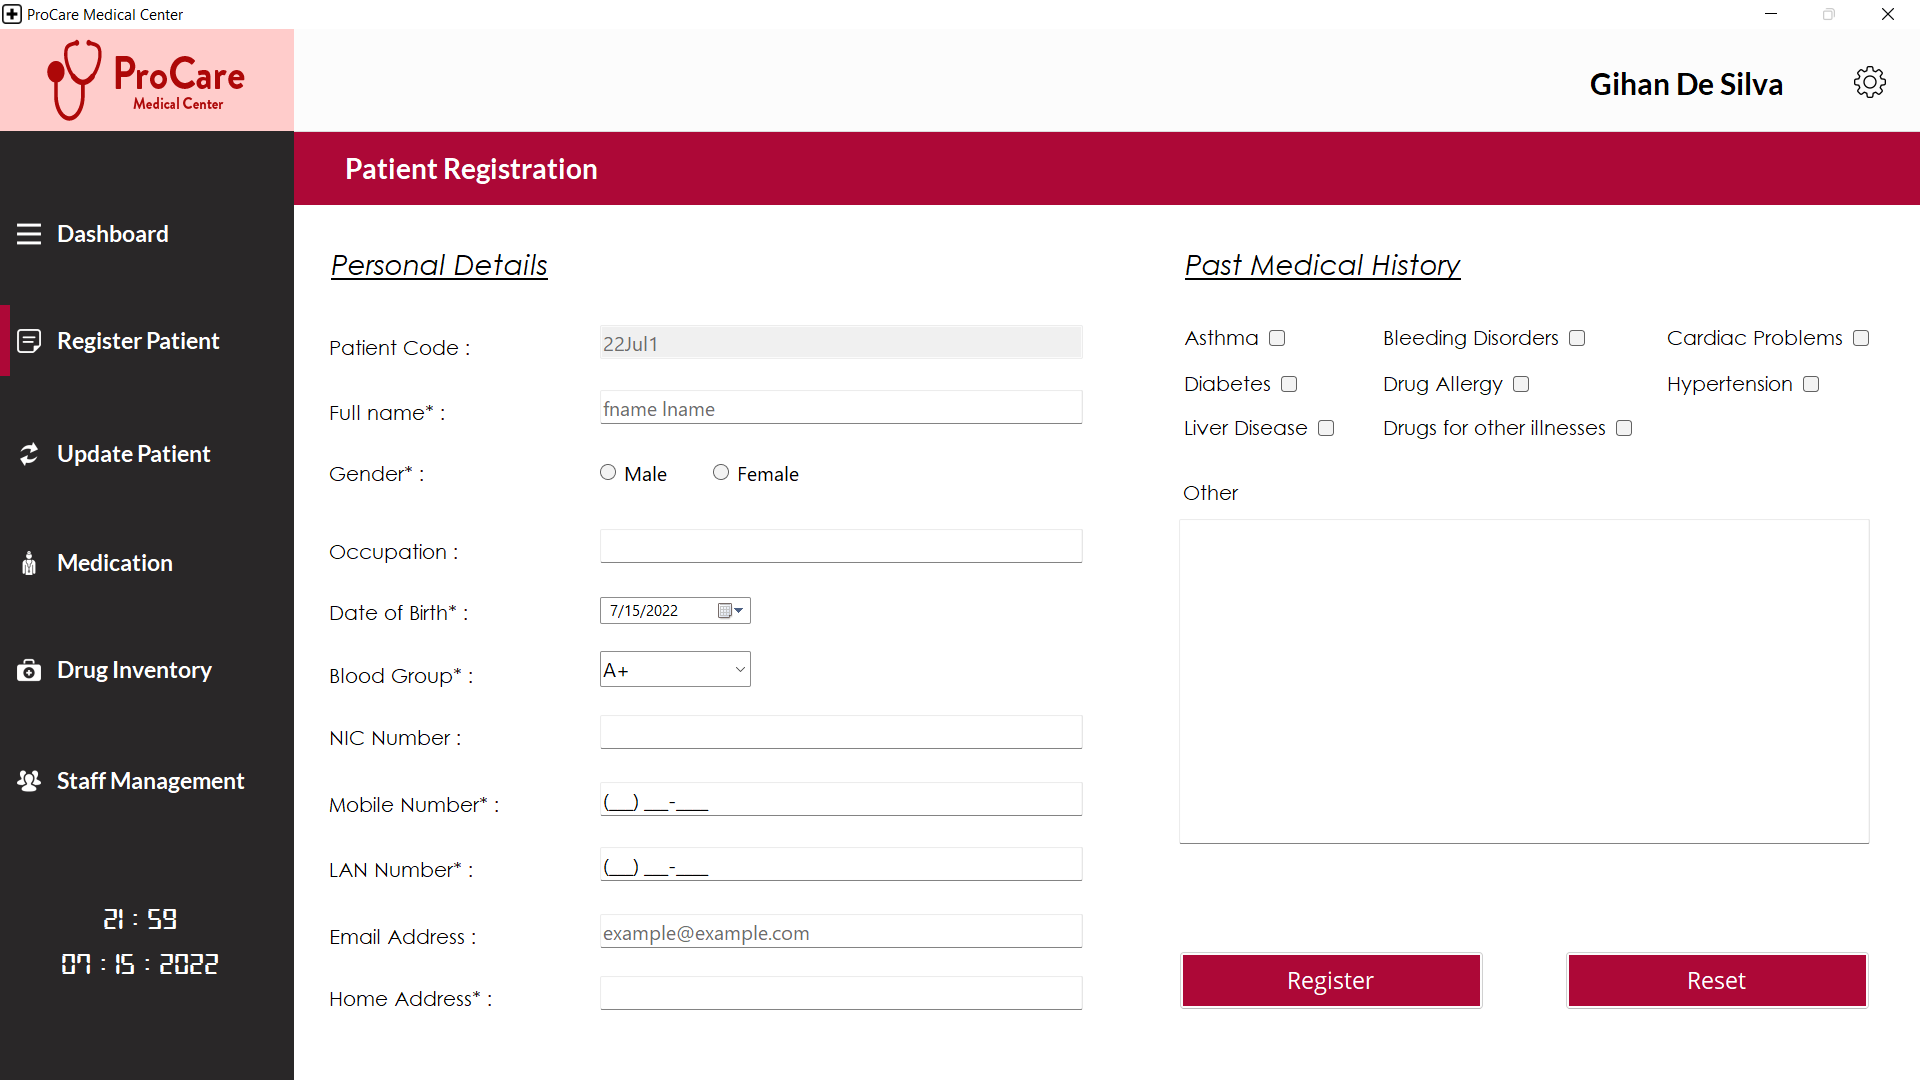 ProCare Medical Center
ProCare
Medical Center
Gihan De Silva
Patient Registration
Dashboard
Register Patient
Update Patient
Medication
Drug Inventory
Staff Management
21 : 59
07 : 15 : 2022
Personal Details
Patient Code : 22Jul1
Full name* : fname lname
Gender* : Male Female
Occupation :
Date of Birth* : 7/15/2022
Blood Group* : A+
NIC Number :
Mobile Number* : (__) __-___
LAN Number* : (__) __-___
Email Address : example@example.com
Home Address* :
Past Medical History
Asthma Bleeding Disorders Cardiac Problems
Diabetes Drug Allergy Hypertension
Liver Disease Drugs for other illnesses
Other
Register Reset